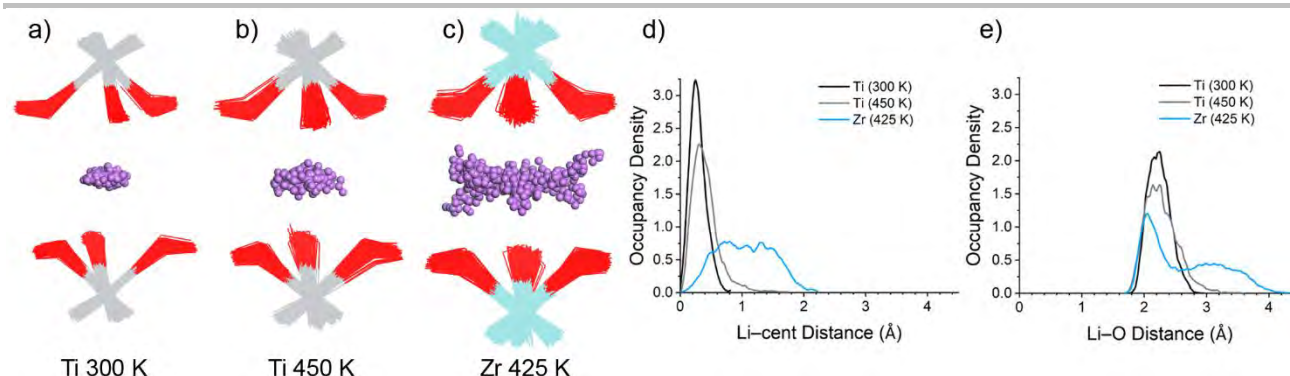 a)
b)
c)
d)
e)
Ti 300 K
Ti 450 K
Zr 425 K
Occupancy Density
3.0
2.5
2.0
1.5
1.0
0.5
0.0
0
1
2
3
4
Li–cent Distance (Å)
Ti (300 K)
Ti (450 K)
Zr (425 K)
Occupancy Density
3.0
2.5
2.0
1.5
1.0
0.5
0.0
0
1
2
3
4
Li–O Distance (Å)
Ti (300 K)
Ti (450 K)
Zr (425 K)